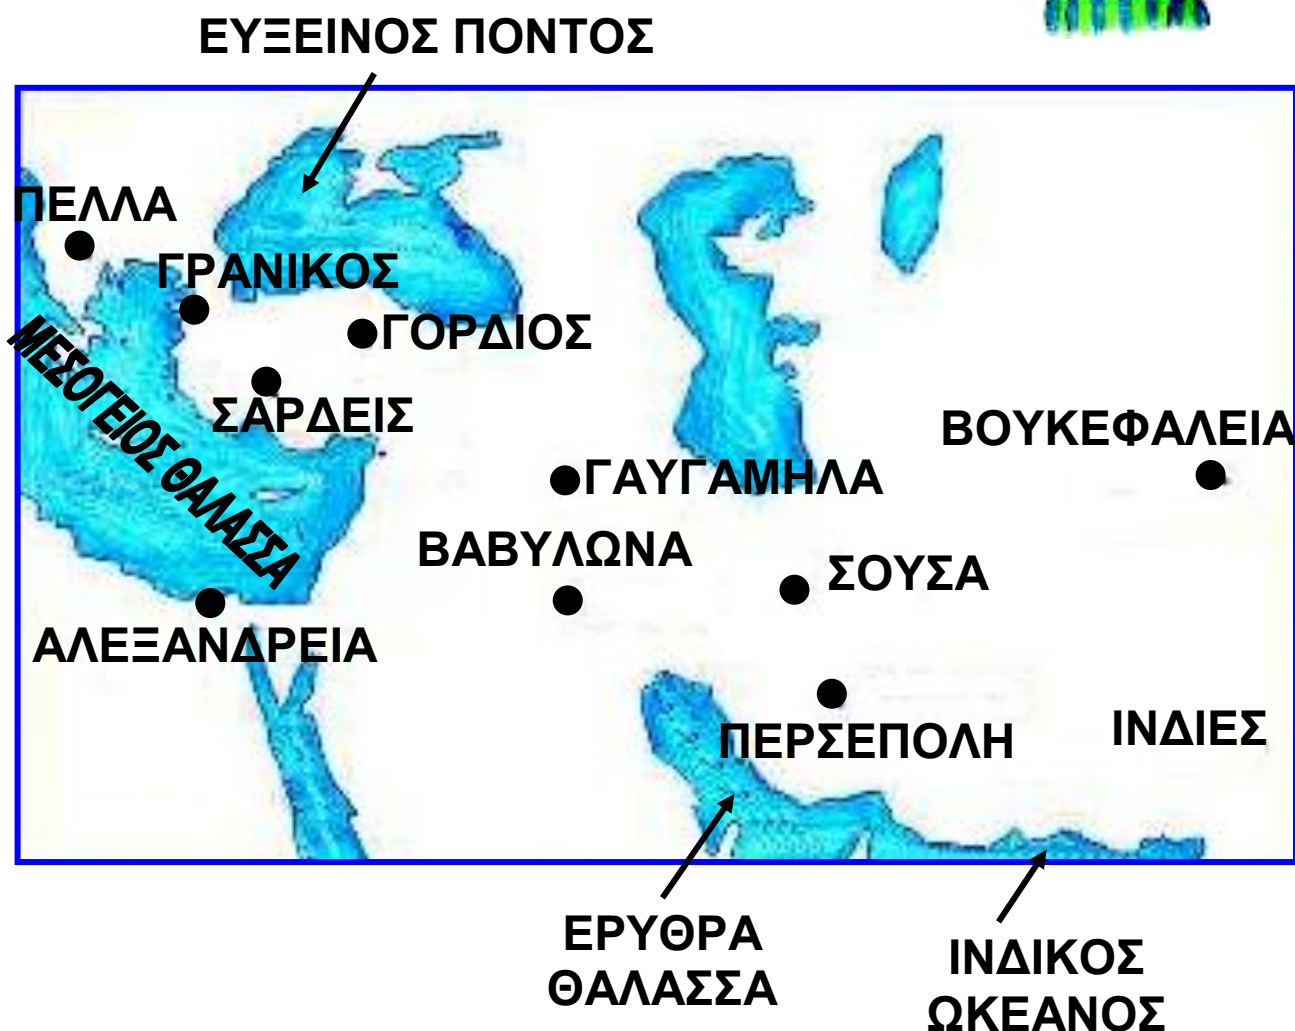 ΕΥΞΕΙΝΟΣ ΠΟΝΤΟΣ
ΠΕΛΛΑ
ΓΡΑΝΙΚΟΣ
ΓΟΡΔΙΟΣ
ΜΕΣΟΓΕΙΟΣ ΘΑΛΑΣΣΑ
ΣΑΡΔΕΙΣ
ΒΟΥΚΕΦΑΛΕΙΑ
ΓΑΥΓΑΜΗΛΑ
ΒΑΒΥΛΩΝΑ
ΣΟΥΣΑ
ΑΛΕΞΑΝΔΡΕΙΑ
ΠΕΡΣΕΠΟΛΗ
ΙΝΔΙΕΣ
ΕΡΥΘΡΑ
ΘΑΛΑΣΣΑ
ΙΝΔΙΚΟΣ
ΩΚΕΑΝΟΣ